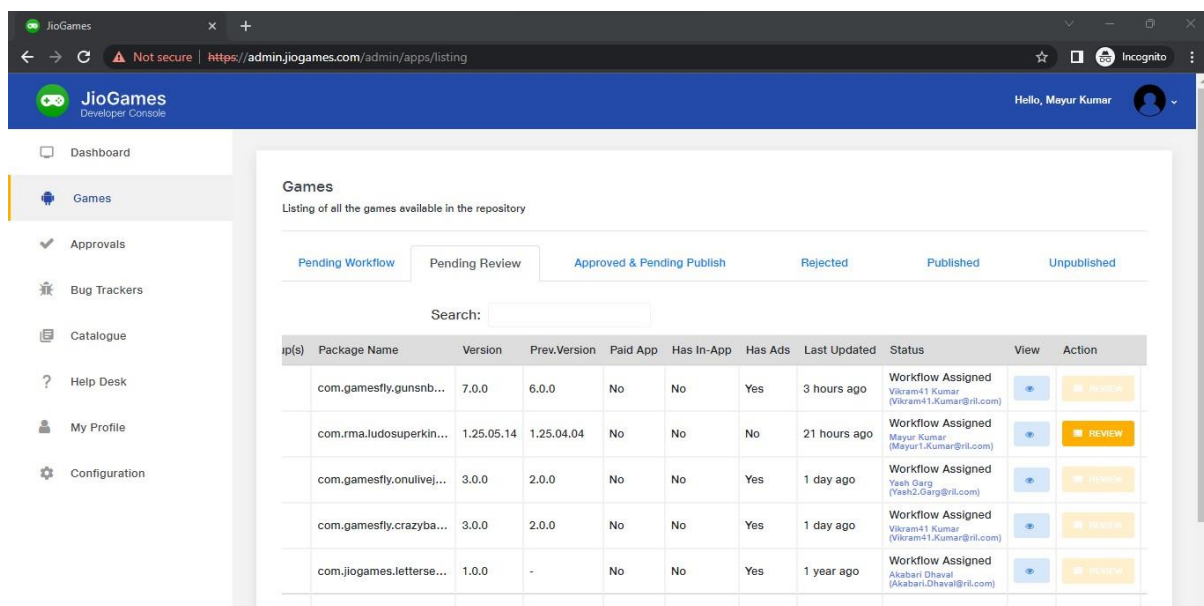 JioGames
Not secure | https://admin.jiogames.com/admin/apps/listing
Incognito
JioGames
Developer Console
Hello, Mayur Kumar
Dashboard
Games
Approvals
Bug Trackers
Catalogue
Help Desk
My Profile
Configuration
Games
Listing of all the games available in the repository
Pending Workflow Pending Review Approved & Pending Publish Rejected Published Unpublished
Search:
up(s) Package Name Version Prev.Version Paid App Has In-App Has Ads Last Updated Status View Action
com.gamesfly.gunsnb... 7.0.0 6.0.0 No No Yes 3 hours ago Workflow Assigned REVIEW
Vikram41 Kumar
(Vikram41.Kumar@ril.com)
com.rma.ludosuperkin... 1.25.05.14 1.25.04.04 No No No 21 hours ago Workflow Assigned REVIEW
Mayur Kumar
(Mayur1.Kumar@ril.com)
com.gamesfly.onulivej... 3.0.0 2.0.0 No No Yes 1 day ago Workflow Assigned REVIEW
Yash Garg
(Yash2.Garg@ril.com)
com.gamesfly.crazyba... 3.0.0 2.0.0 No No Yes 1 day ago Workflow Assigned REVIEW
Vikram41 Kumar
(Vikram41.Kumar@ril.com)
com.jiogames.letterse... 1.0.0 - No No Yes 1 year ago Workflow Assigned REVIEW
Akabari Dhaval
(Akabari.Dhaval@ril.com)